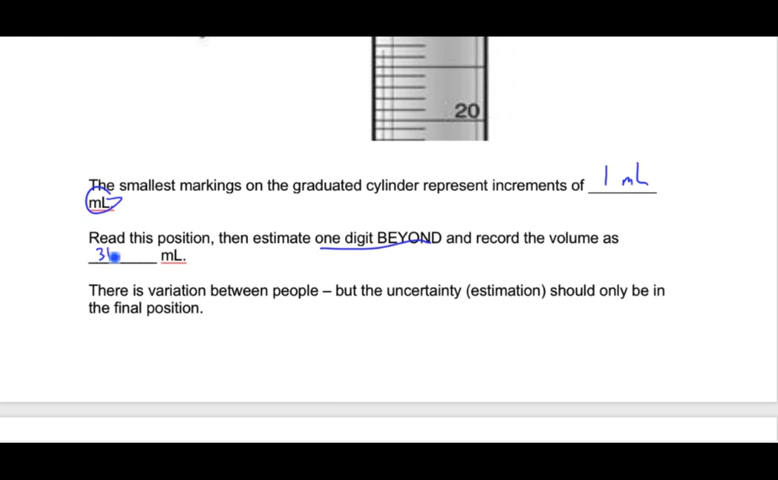 20
The smallest markings on the graduated cylinder represent increments of 1 mL
mL.
Read this position, then estimate one digit BEYOND and record the volume as
mL.
There is variation between people – but the uncertainty (estimation) should only be in
the final position.